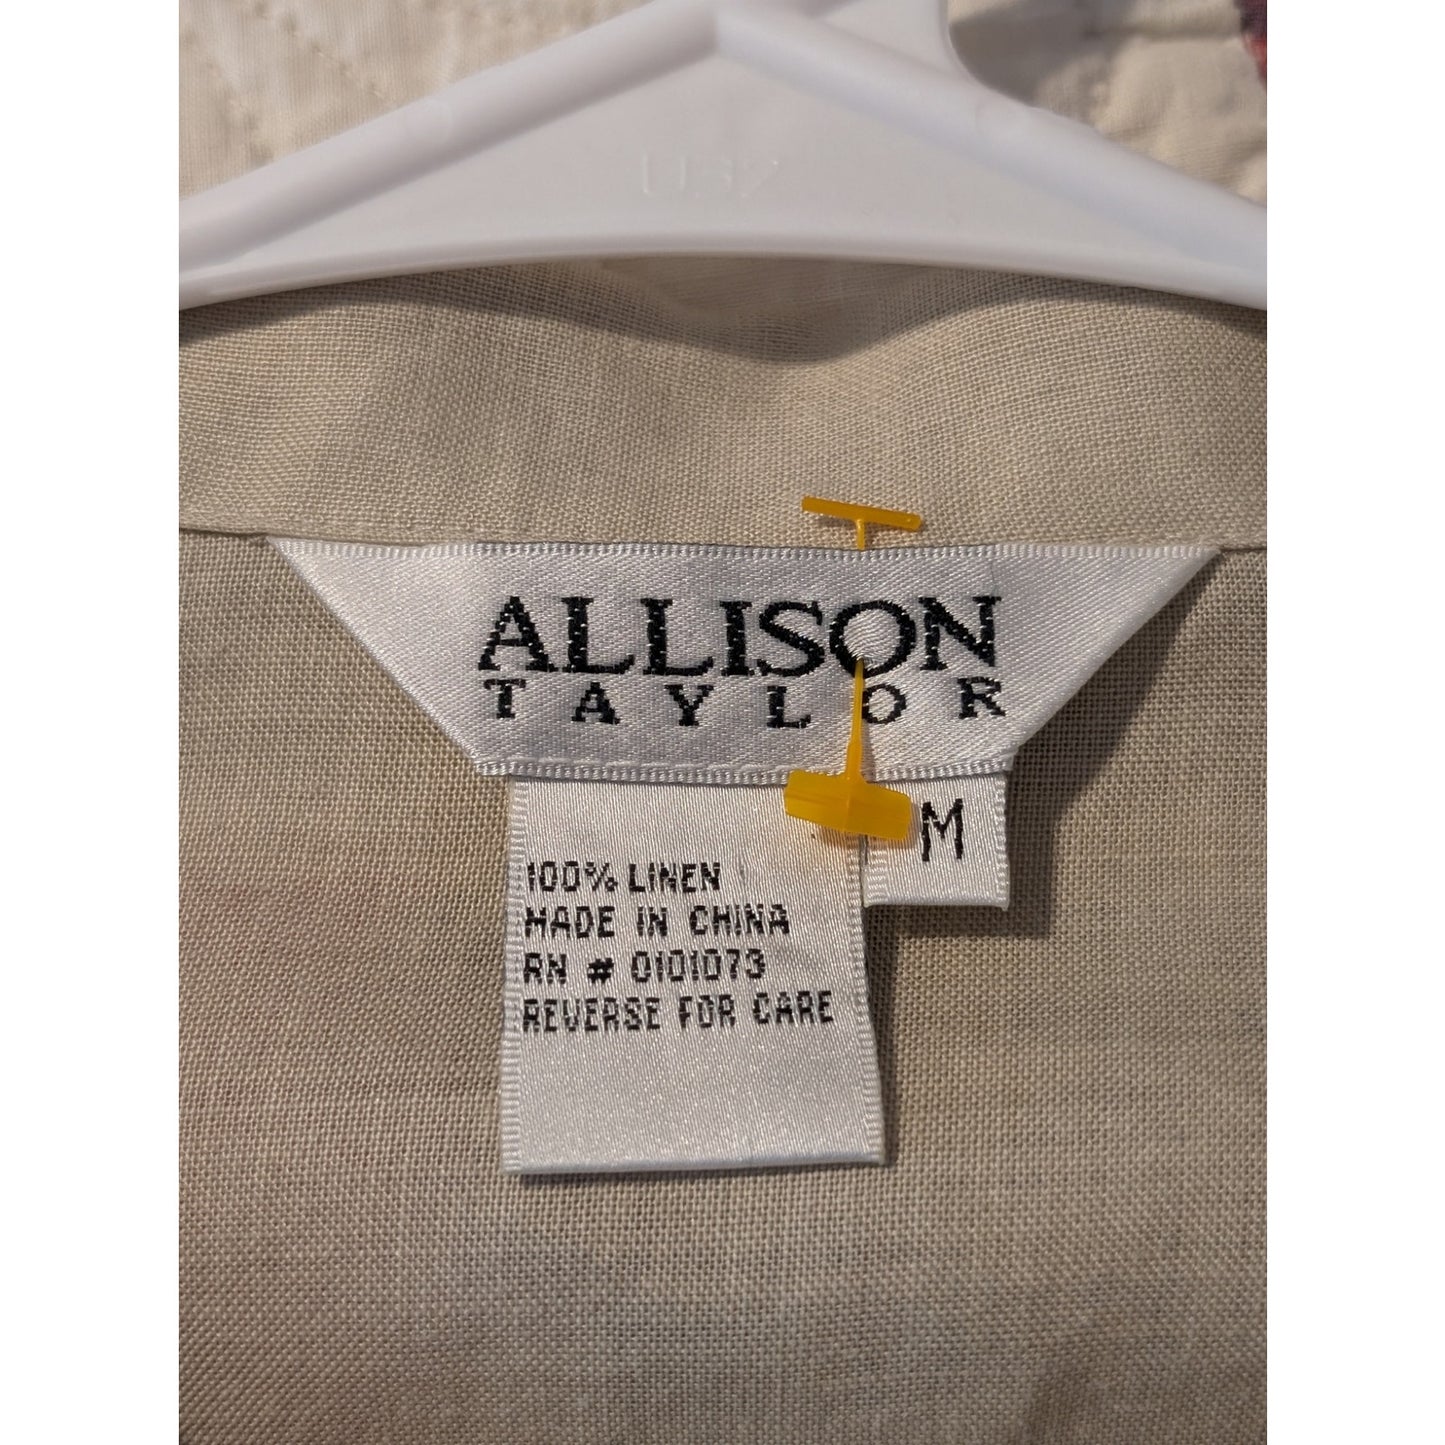 ALLISON
TAYLOR
M
100% LINEN
MADE IN CHINA
RN # 0101073
REVERSE FOR CARE